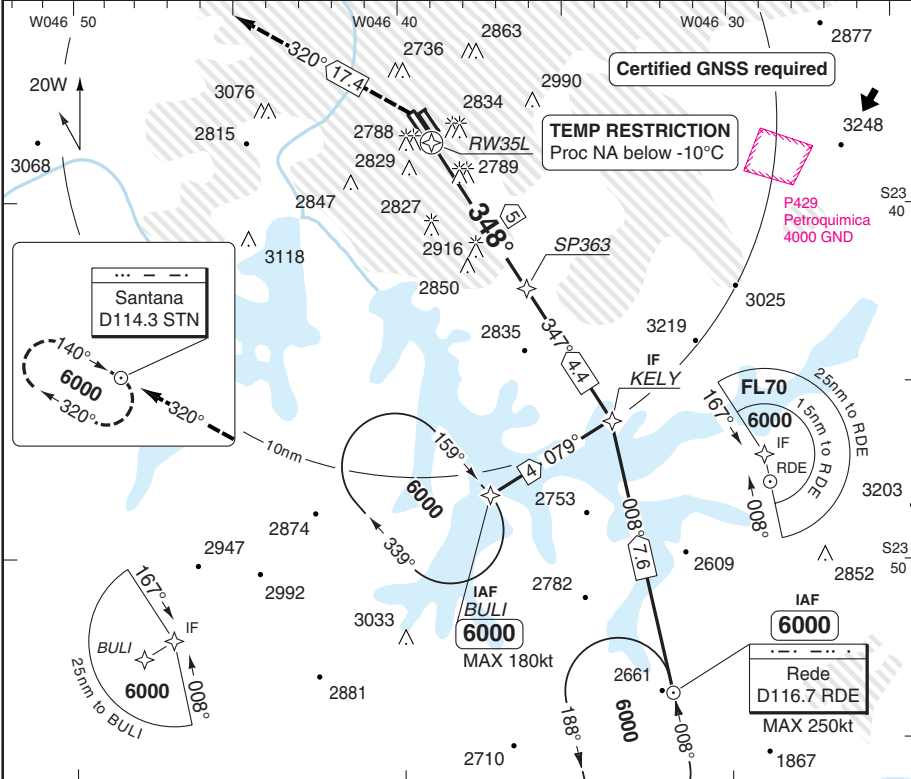 W046 50
W046 40
W046 30
2863
2736
2877
320°
17.4
Certified GNSS required
20W
3076
2990
2834
3248
2815
2788
RW35L
TEMP RESTRICTION
Proc NA below -10°C
3068
2829
2789
2847
2827
5
348°
P429
Petroquimica
4000 GND
S23
40
3118
2916
SP363
2850
Santana
D114.3 STN
3025
2835
347°
3219
140°
6000
320°
4.4
IF
KELY
FL70
25nm to RDE
167°
6000
15nm to RDE
320°
10nm
159°
4
079°
IF
RDE
6000
2753
008°
008°
3203
2874
339°
7.6
2947
2609
S23
50
2852
2992
167°
2782
IAF
BULI
6000
MAX 180kt
3033
IAF
6000
IF
BULI
25nm to BULI
6000
008°
2661
Rede
D116.7 RDE
MAX 250kt
2881
188°
6000
008°
2710
1867